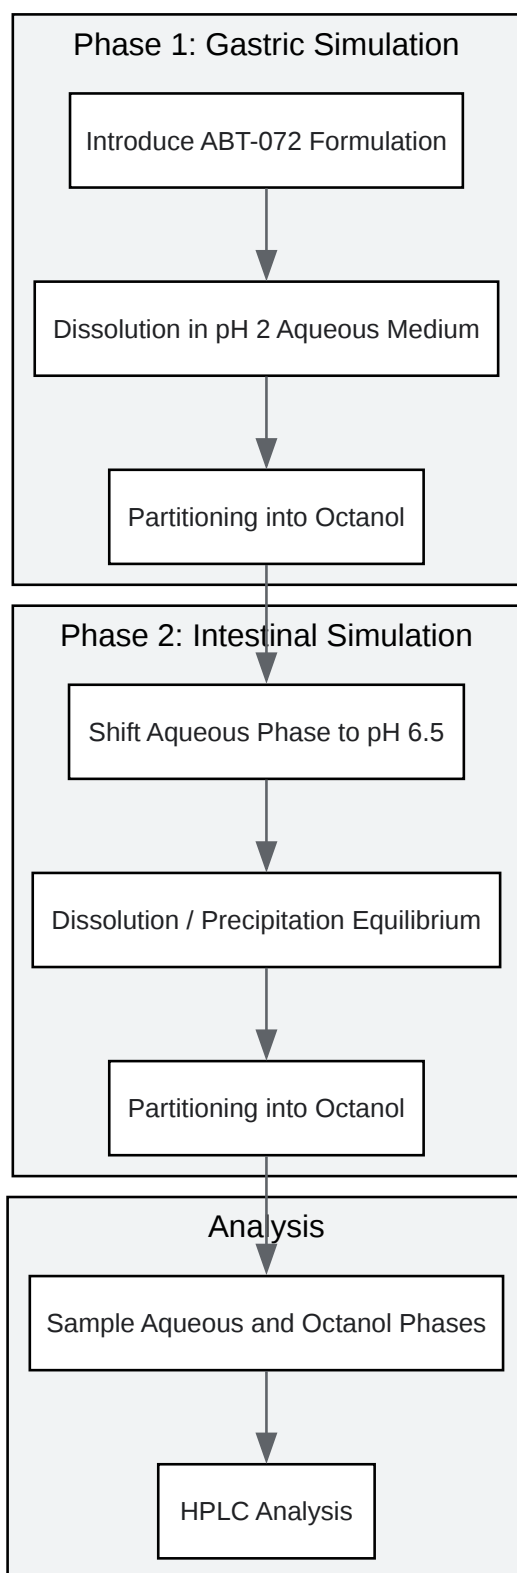 Phase 1: Gastric Simulation
Introduce ABT-072 Formulation
Dissolution in pH 2 Aqueous Medium
Partitioning into Octanol
Phase 2: Intestinal Simulation
Shift Aqueous Phase to pH 6.5
Dissolution / Precipitation Equilibrium
Partitioning into Octanol
Analysis
Sample Aqueous and Octanol Phases
HPLC Analysis